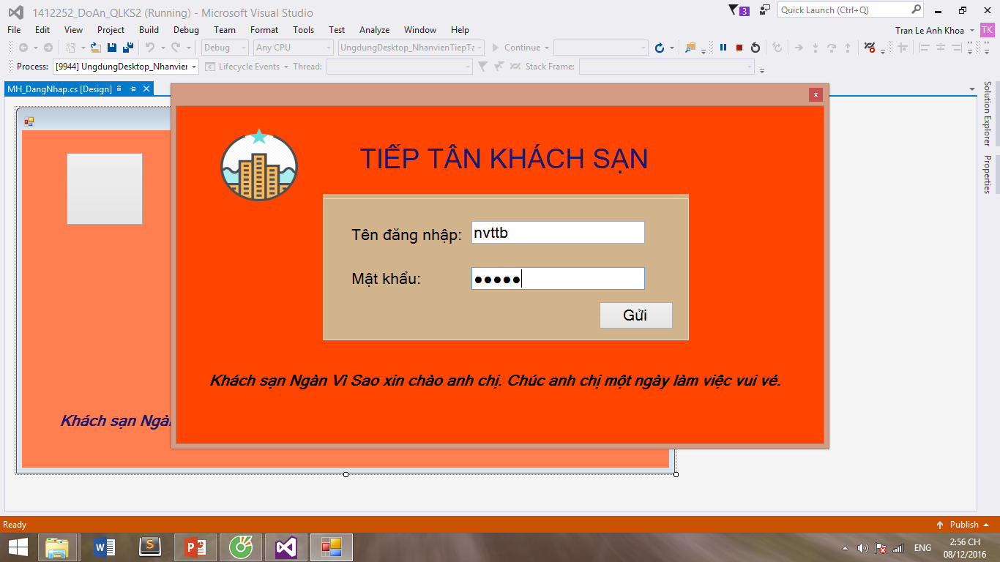 1412252_DoAn_QLKS2 (Running) - Microsoft Visual Studio
3
Quick Launch (Ctrl+Q)
File Edit View Project Build Debug Team Format Tools Test Analyze Window Help
Tran Le Anh Khoa TK
Debug Any CPU UngdungDesktop_NhanvienTiepTa Continue
Process: [9944] UngdungDesktop_Nhanvier Lifecycle Events Thread: Stack Frame:
MH_DangNhap.cs [Design]
Solution Explorer
Properties
x
TIẾP TÂN KHÁCH SẠN
Tên đăng nhập: nvttb
Mật khẩu: ●●●●●
Gửi
Khách sạn Ngàn Vì Sao xin chào anh chị. Chúc anh chị một ngày làm việc vui vẻ.
Khách sạn Ngàn
Ready
Publish
ENG
2:56 CH
08/12/2016